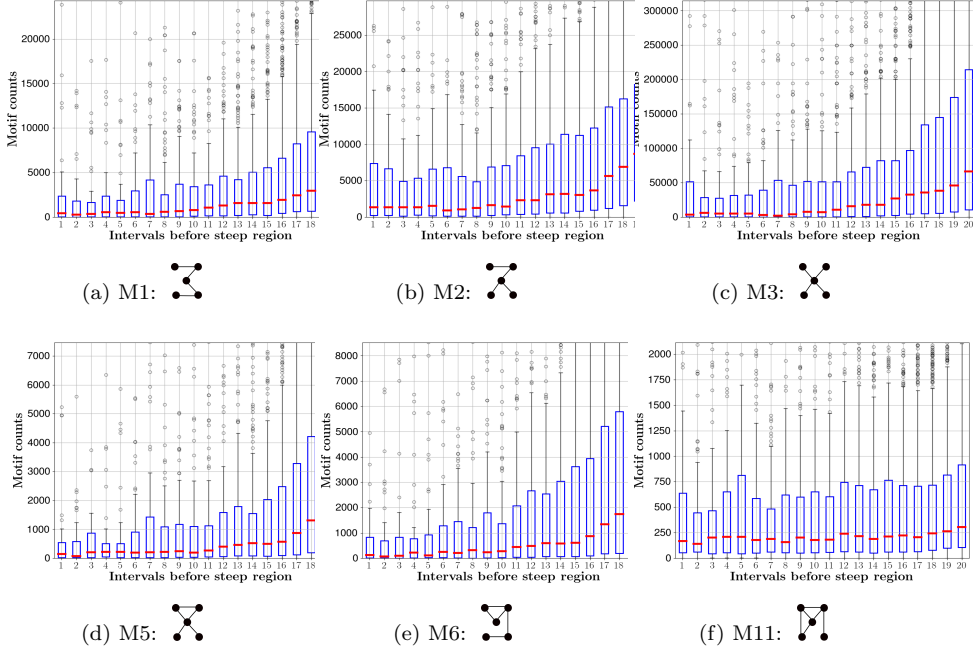 Motif counts
20000
15000
10000
5000
0
1 2 3 4 5 6 7 8 9 10 11 12 13 14 15 16 17 18
Intervals before steep region
(a) M1:
Motif counts
30000
25000
20000
15000
10000
5000
0
1 2 3 4 5 6 7 8 9 10 11 12 13 14 15 16 17 18
Intervals before steep region
(b) M2:
Motif counts
300000
250000
200000
150000
100000
50000
0
1 2 3 4 5 6 7 8 9 10 11 12 13 14 15 16 17 18 19 20
Intervals before steep region
(c) M3:
Motif counts
7000
6000
5000
4000
3000
2000
1000
0
1 2 3 4 5 6 7 8 9 10 11 12 13 14 15 16 17 18
Intervals before steep region
(d) M5:
Motif counts
8000
7000
6000
5000
4000
3000
2000
1000
0
1 2 3 4 5 6 7 8 9 10 11 12 13 14 15 16 17 18
Intervals before steep region
(e) M6:
Motif counts
2000
1750
1500
1250
1000
750
500
250
0
1 2 3 4 5 6 7 8 9 10 11 12 13 14 15 16 17 18 19 20
Intervals before steep region
(f) M11: